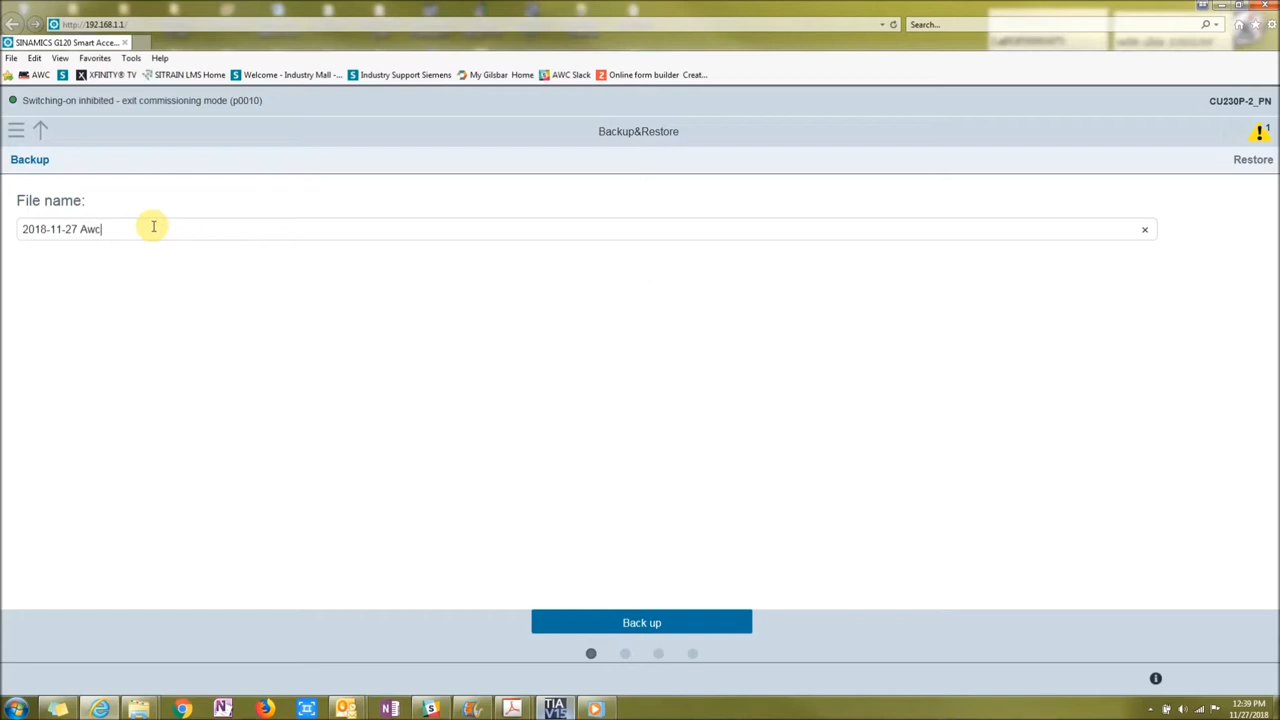 http://192.168.1.1/
Search...
SINAMICS G120 Smart Acce...
File Edit View Favorites Tools Help
AWC XFINITY® TV SITRAIN LMS Home Welcome - Industry Mall -... Industry Support Siemens My Gilsbar Home AWC Slack Online form builder Creat...
Switching-on inhibited - exit commissioning mode (p0010)
CU230P-2_PN
Backup&Restore
1
Backup
Restore
File name:
2018-11-27 Awc
Back up
TIA
V15
12:39 PM
11/27/2018